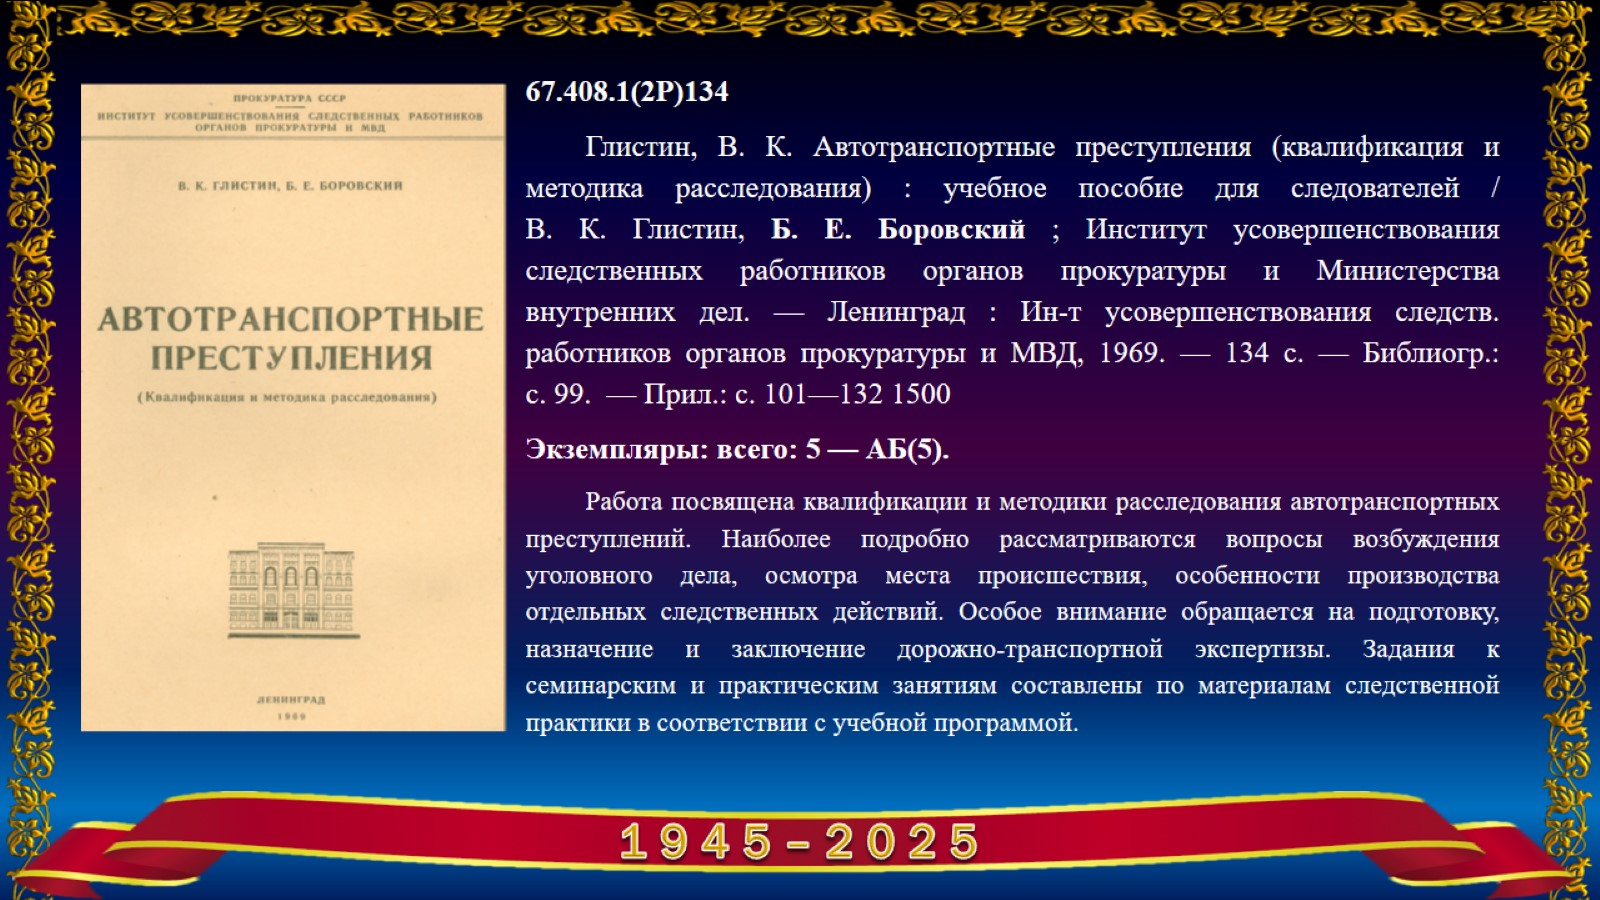 ПРОКУРАТУРА СССР
ИНСТИТУТ УСОВЕРШЕНСТВОВАНИЯ СЛЕДСТВЕННЫХ РАБОТНИКОВ
ОРГАНОВ ПРОКУРАТУРЫ И МВД
В. К. ГЛИСТИН, Б. Е. БОРОВСКИЙ
АВТОТРАНСПОРТНЫЕ
ПРЕСТУПЛЕНИЯ
(Квалификация и методика расследования)
ЛЕНИНГРАД
1969
67.408.1(2Р)134
Глистин, В. К. Автотранспортные преступления (квалификация и
методика расследования) : учебное пособие для следователей /
В. К. Глистин, Б. Е. Боровский ; Институт усовершенствования
следственных работников органов прокуратуры и Министерства
внутренних дел. — Ленинград : Ин-т усовершенствования следств.
работников органов прокуратуры и МВД, 1969. — 134 с. — Библиогр.:
с. 99. — Прил.: с. 101—132 1500
Экземпляры: всего: 5 — АБ(5).
Работа посвящена квалификации и методики расследования автотранспортных
преступлений. Наиболее подробно рассматриваются вопросы возбуждения
уголовного дела, осмотра места происшествия, особенности производства
отдельных следственных действий. Особое внимание обращается на подготовку,
назначение и заключение дорожно-транспортной экспертизы. Задания к
семинарским и практическим занятиям составлены по материалам следственной
практики в соответствии с учебной программой.
1945–2025